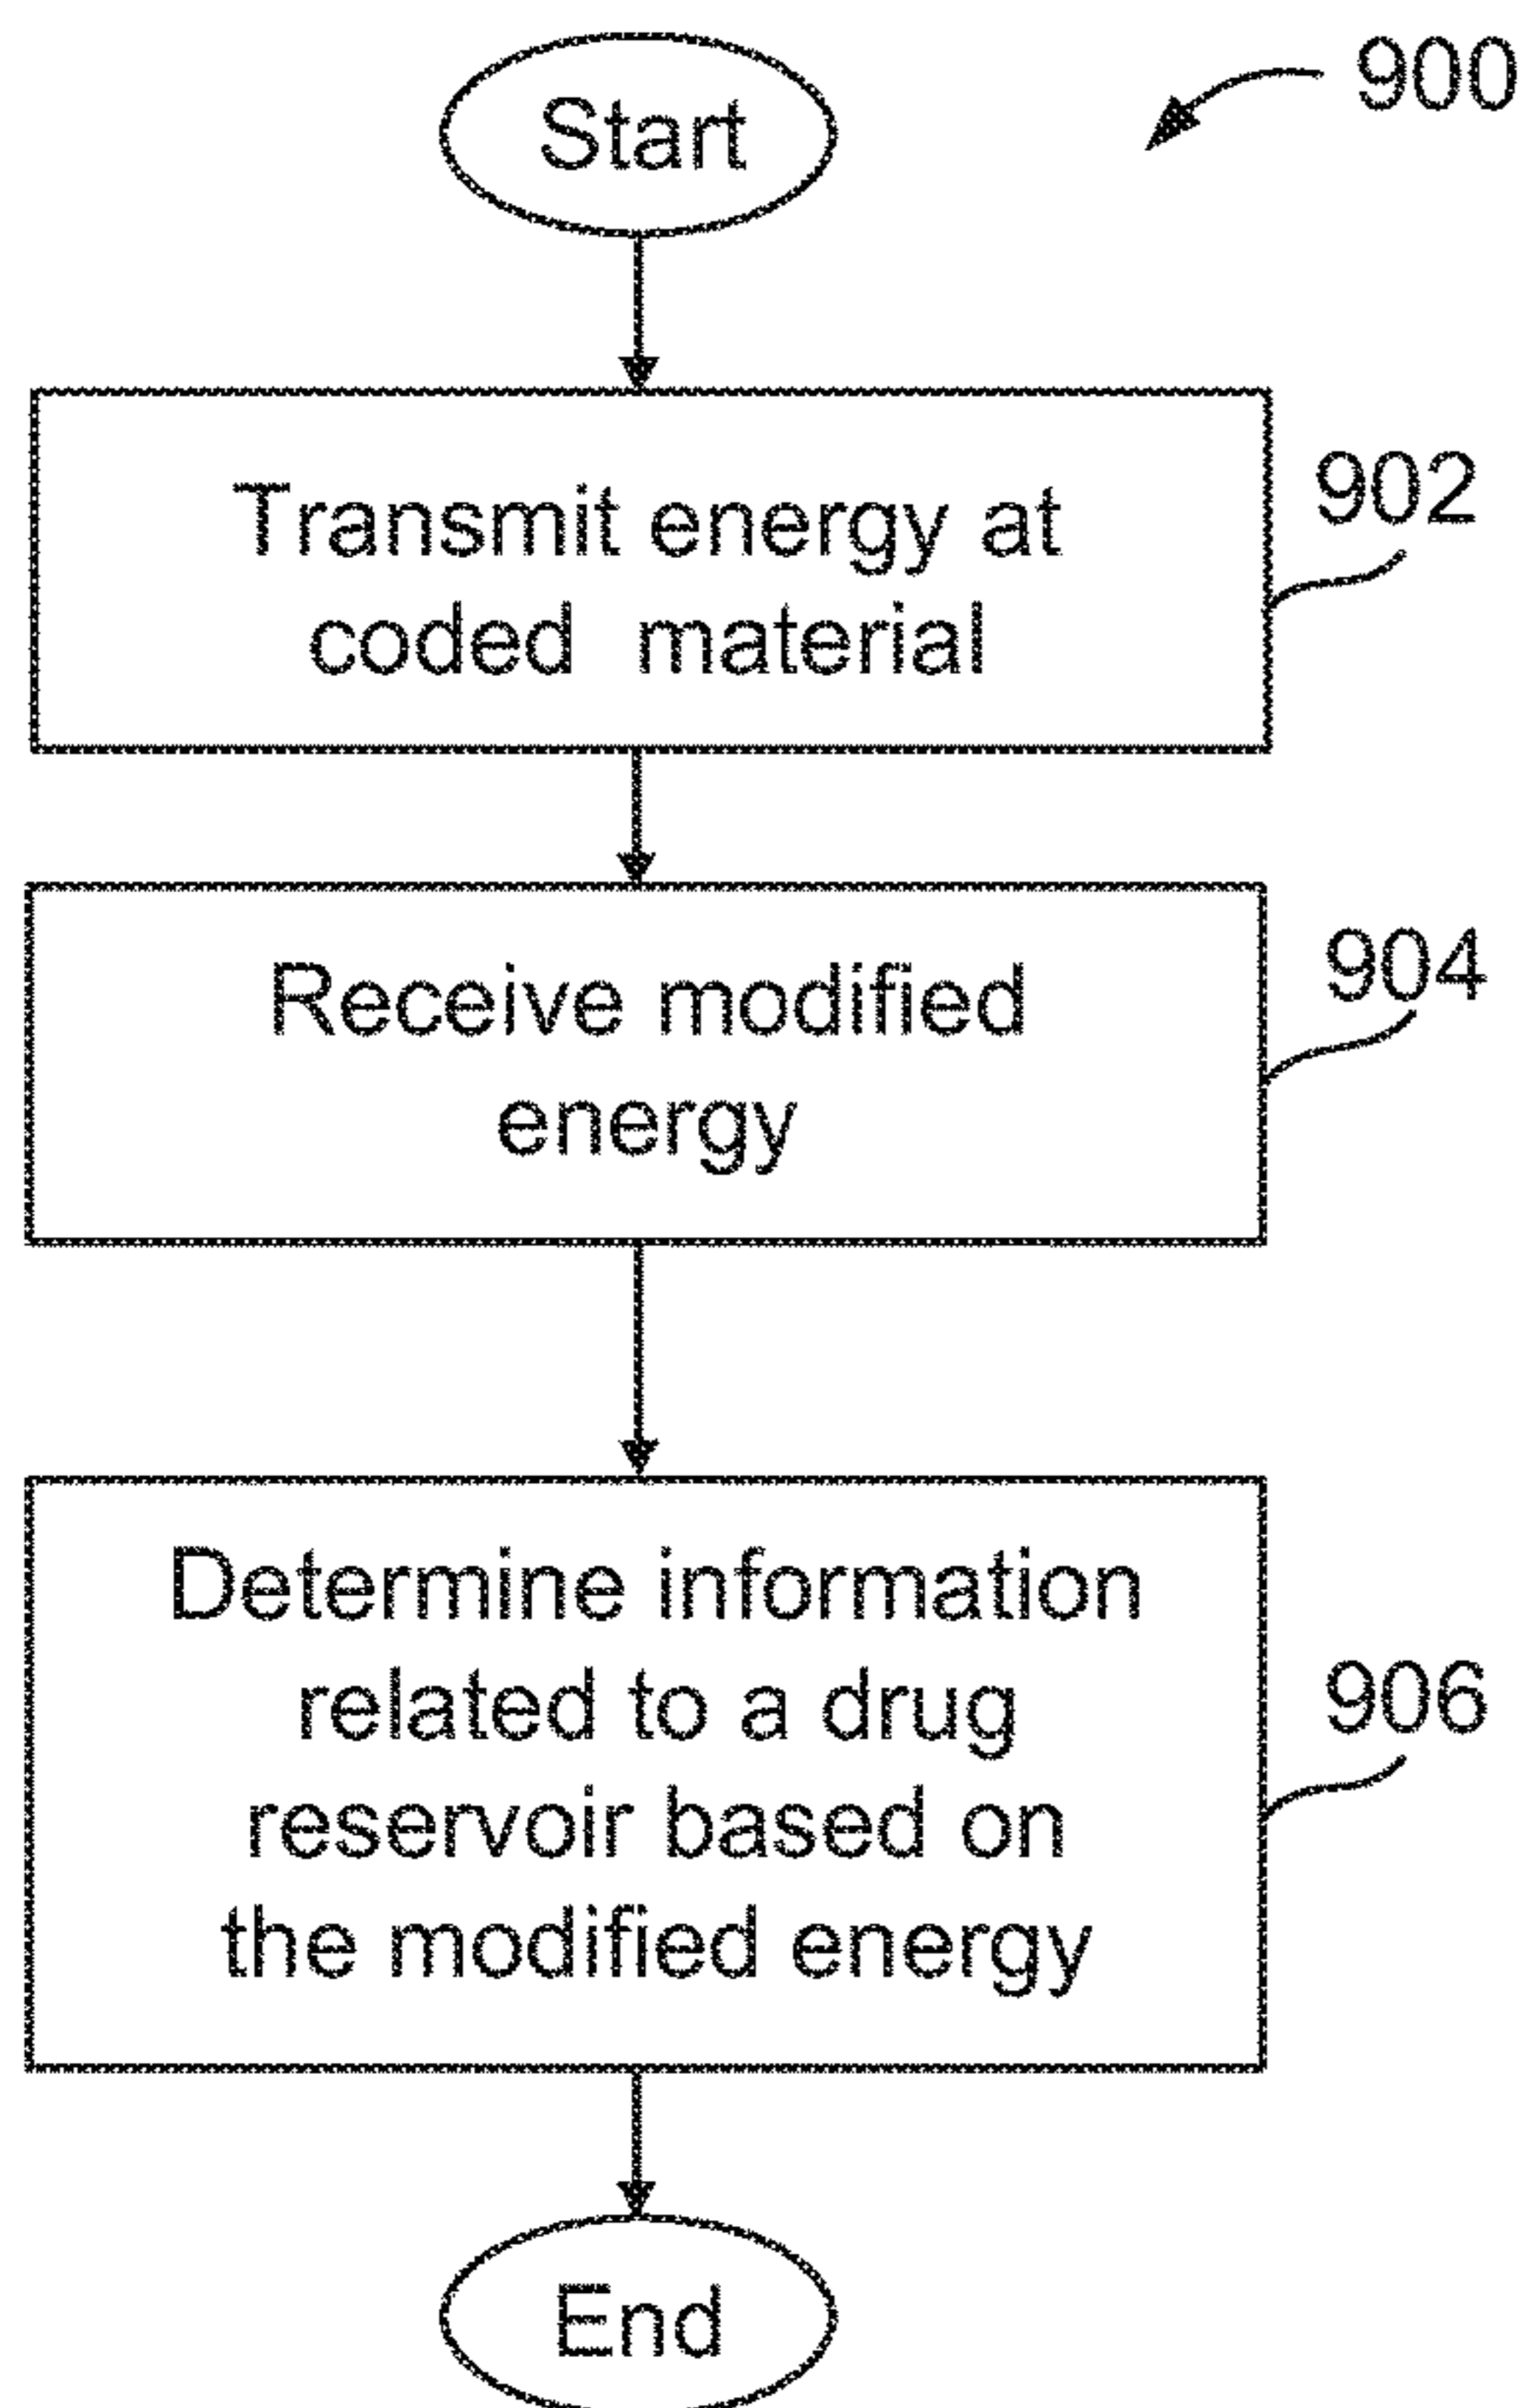 Start
900
Transmit energy at
coded material
902
Receive modified
energy
904
Determine information
related to a drug
reservoir based on
the modified energy
906
End